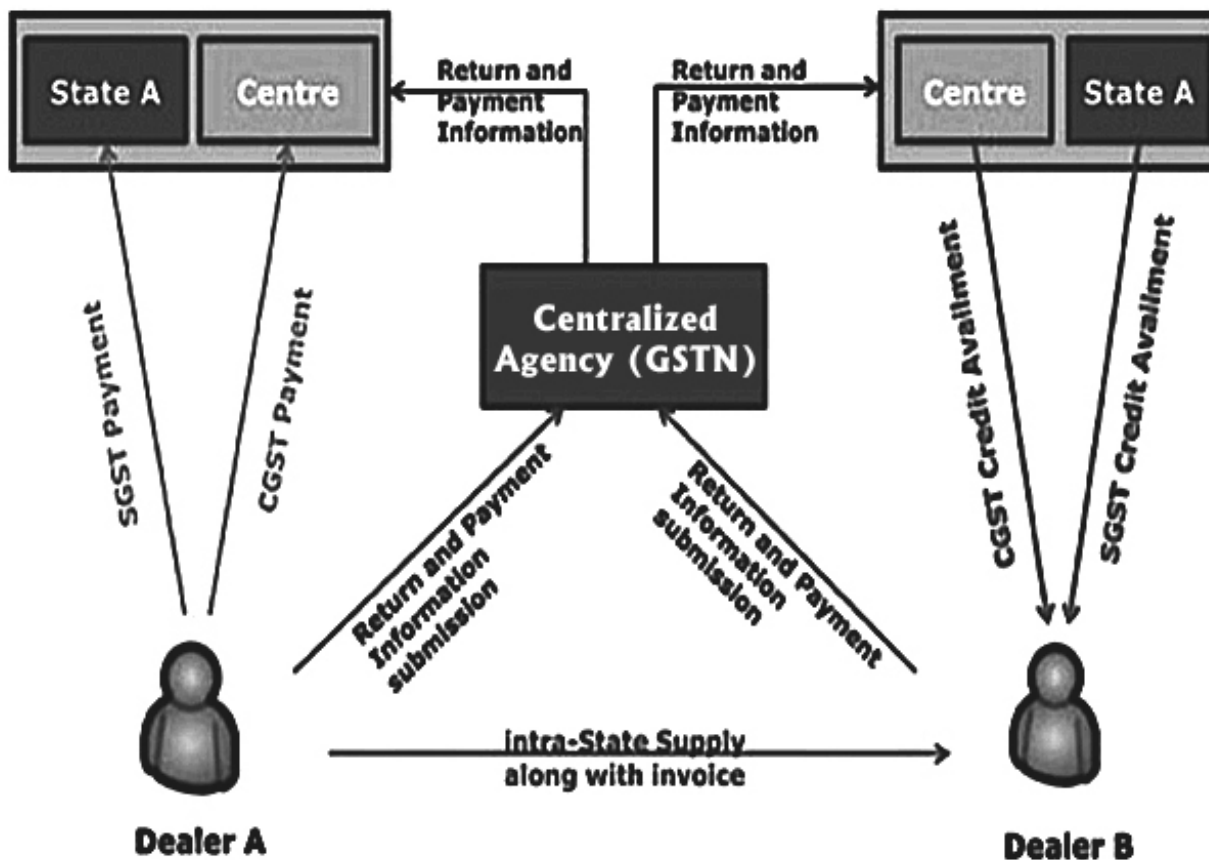 State A
Centre
Return and
Payment
Information
Return and
Payment
Information
Centre
State A
SGST Payment
CGST Payment
Centralized
Agency (GSTN)
CGST Credit Availment
SGST Credit Availment
Return and Payment
Information
submission
Return and Payment
Information
submission
intra-State Supply
along with invoice
Dealer A
Dealer B